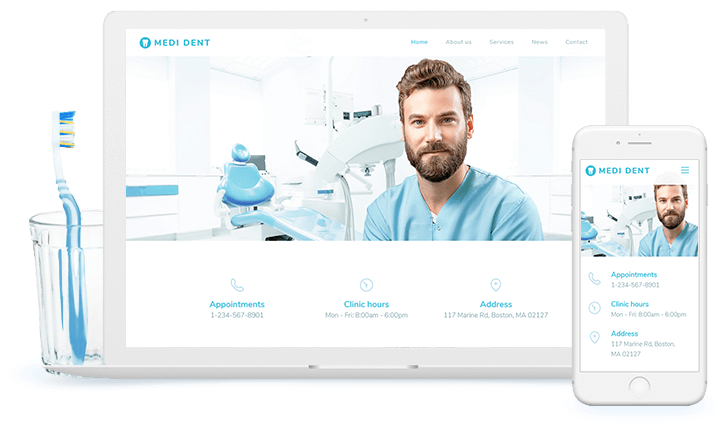 MEDI DENT
Home About us Services News Contact
Appointments
1-234-567-8901
Clinic hours
Mon - Fri: 8:00am - 6:00pm
Address
117 Marine Rd, Boston, MA 02127
MEDI DENT
Appointments
1-234-567-8901
Clinic hours
Mon - Fri: 8:00am - 6:00pm
Address
117 Marine Rd, Boston,
MA 02127